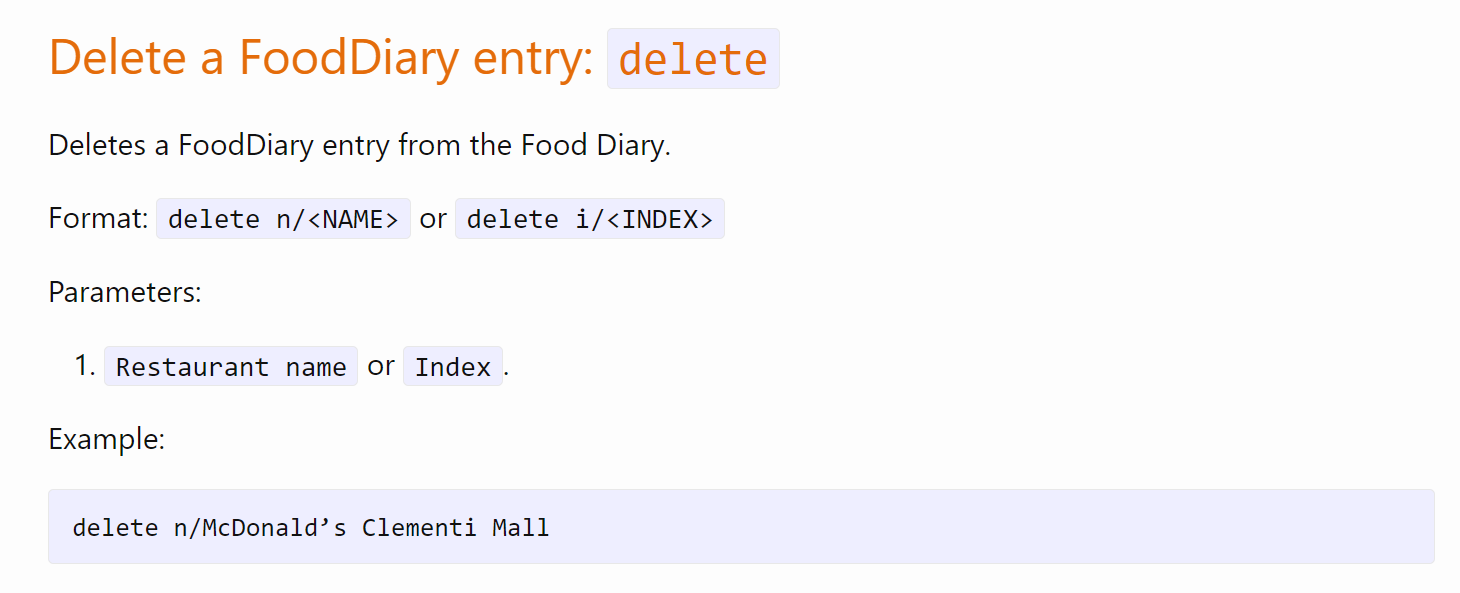 Delete a FoodDiary entry: delete
Deletes a FoodDiary entry from the Food Diary.
Format: delete n/<NAME> or delete i/<INDEX>
Parameters:
1. Restaurant name or Index.
Example:
delete n/McDonald’s Clementi Mall